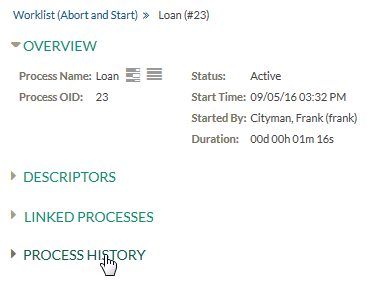 Worklist (Abort and Start) » Loan (#23)
OVERVIEW
Process Name: Loan Status: Active
Process OID: 23 Start Time: 09/05/16 03:32 PM
Started By: Cityman, Frank (frank)
Duration: 00d 00h 01m 16s
DESCRIPTORS
LINKED PROCESSES
PROCESS HISTORY